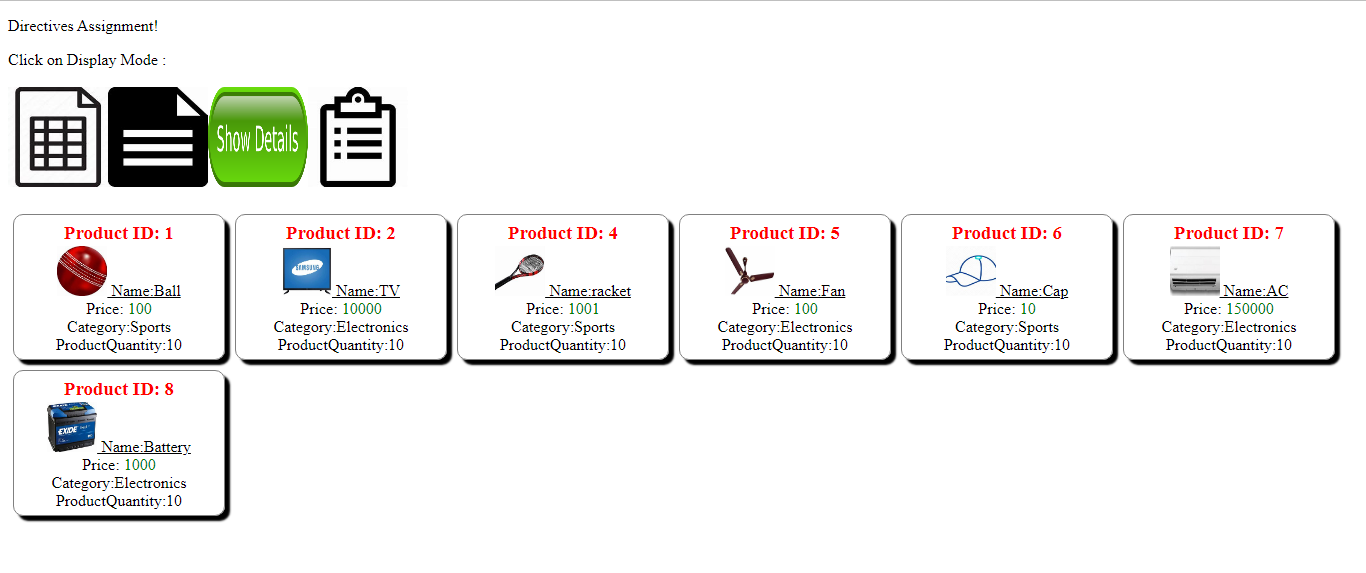 Directives Assignment!
Click on Display Mode :
Show Details
Product ID: 1
Name:Ball
Price: 100
Category:Sports
ProductQuantity:10
Product ID: 2
SAMSUNG
Name:TV
Price: 10000
Category:Electronics
ProductQuantity:10
Product ID: 4
Name:racket
Price: 1001
Category:Sports
ProductQuantity:10
Product ID: 5
Name:Fan
Price: 100
Category:Electronics
ProductQuantity:10
Product ID: 6
Name:Cap
Price: 10
Category:Sports
ProductQuantity:10
Product ID: 7
Name:AC
Price: 150000
Category:Electronics
ProductQuantity:10
Product ID: 8
EXIDE
Name:Battery
Price: 1000
Category:Electronics
ProductQuantity:10